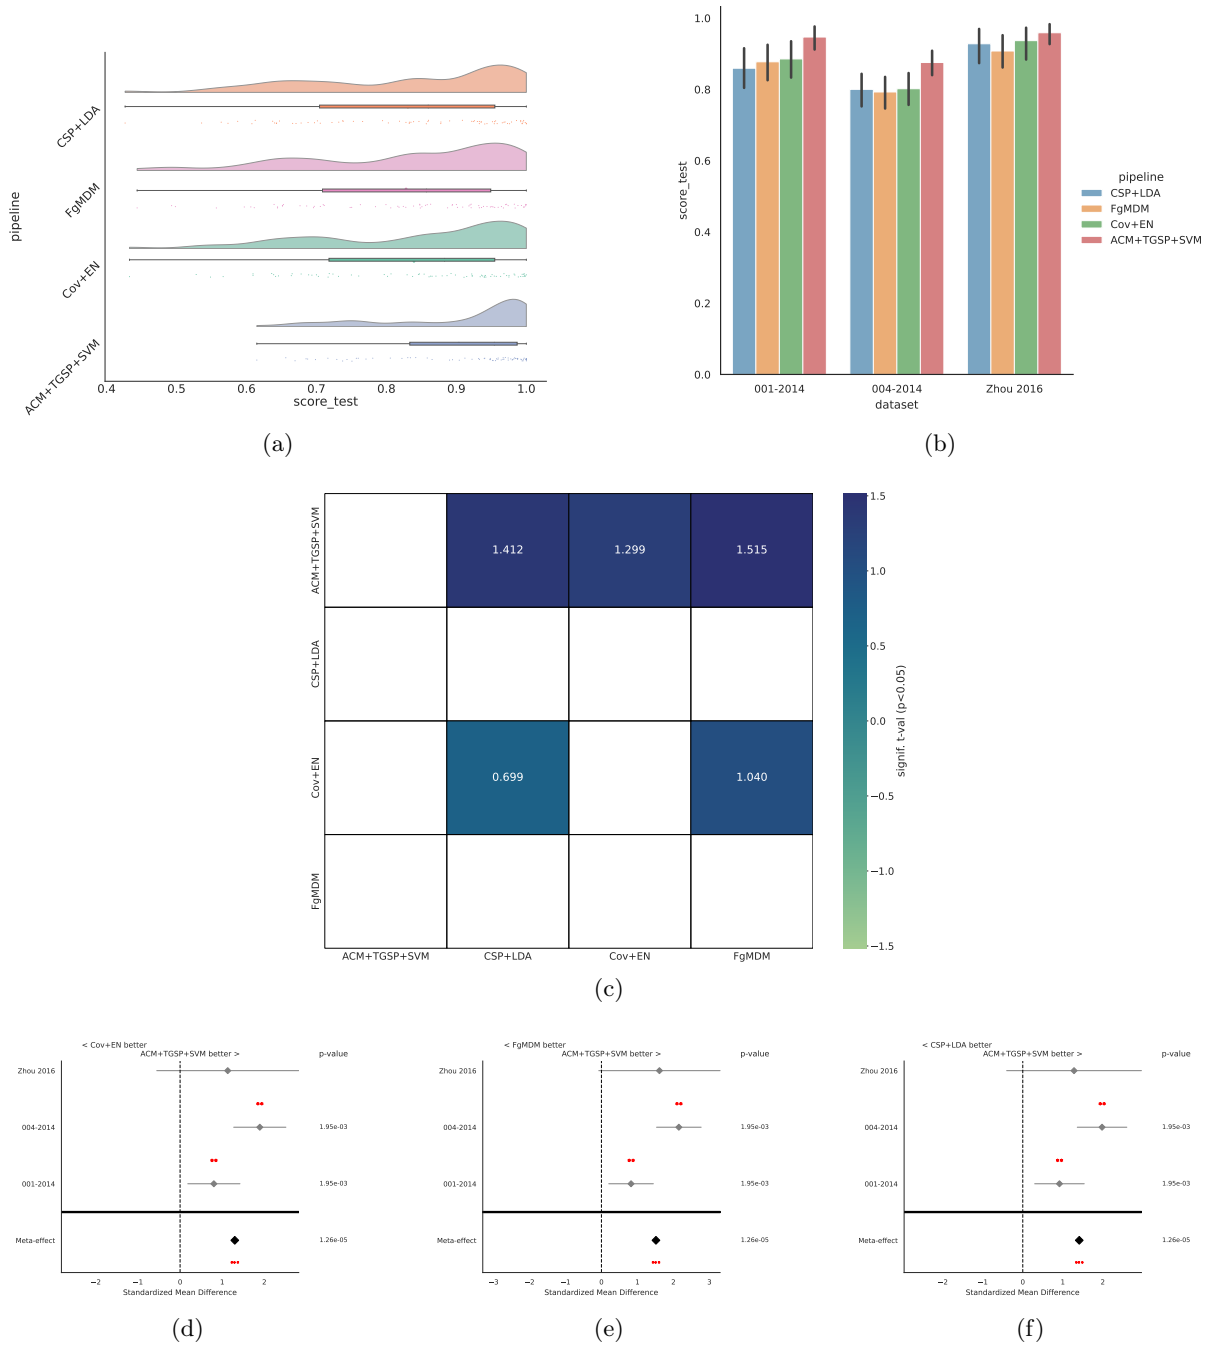 pipeline
CSP+LDA
FgMDM
Cov+EN
ACM+TGSP+SVM
0.4 0.5 0.6 0.7 0.8 0.9 1.0
score_test
(a)
score_test
1.0
0.8
0.6
0.4
0.2
0.0
001-2014 004-2014 Zhou 2016
dataset
pipeline
CSP+LDA
FgMDM
Cov+EN
ACM+TGSP+SVM
(b)
ACM+TGSP+SVM
1.412 1.299 1.515
CSP+LDA
Cov+EN
0.699 1.040
FgMDM
ACM+TGSP+SVM CSP+LDA Cov+EN FgMDM
1.5
1.0
0.5
0.0
−0.5
−1.0
−1.5
signif. t-val (p<0.05)
(c)
< Cov+EN better
ACM+TGSP+SVM better > p-value
Zhou 2016
004-2014 1.95e-03
001-2014 1.95e-03
Meta-effect 1.26e-05
−2 −1 0 1 2
Standardized Mean Difference
(d)
< FgMDM better
ACM+TGSP+SVM better > p-value
Zhou 2016
004-2014 1.95e-03
001-2014 1.95e-03
Meta-effect 1.26e-05
−3 −2 −1 0 1 2 3
Standardized Mean Difference
(e)
< CSP+LDA better
ACM+TGSP+SVM better > p-value
Zhou 2016
004-2014 1.95e-03
001-2014 1.95e-03
Meta-effect 1.26e-05
−2 −1 0 1 2
Standardized Mean Difference
(f)